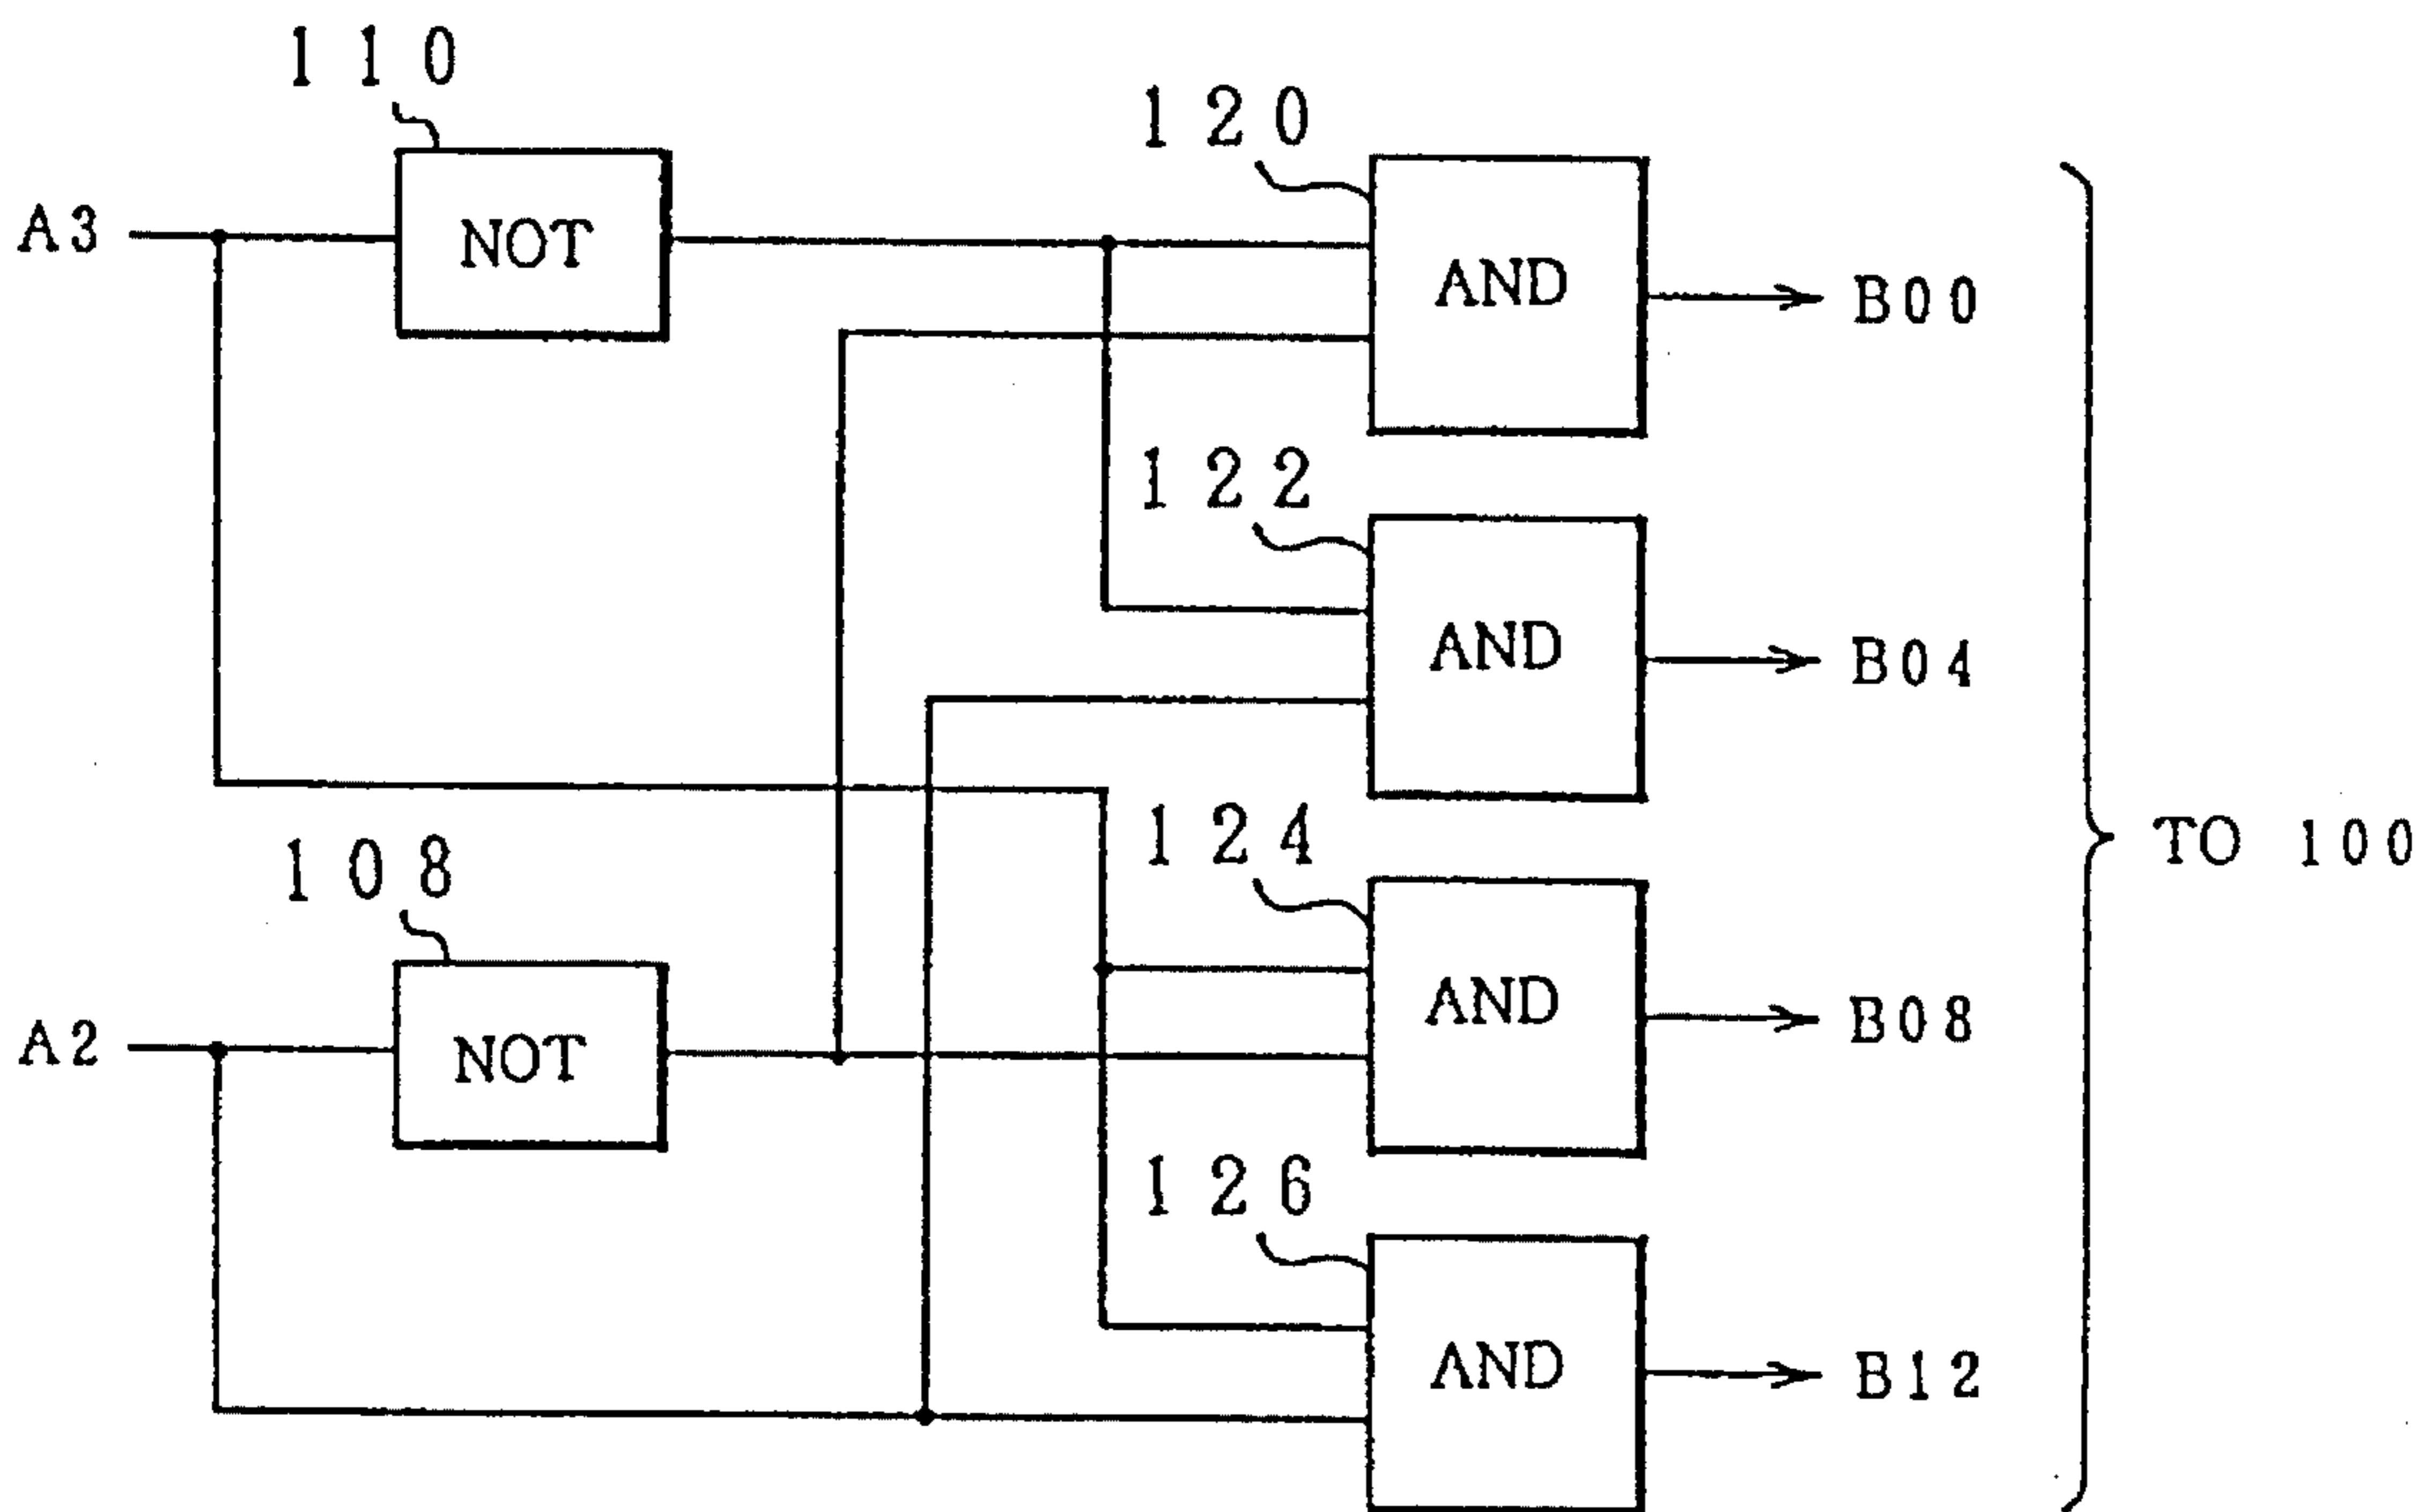 110
120
A3
NOT
AND
B00
122
AND
B04
124
TO 100
108
AND
B08
A2
NOT
126
AND
B12